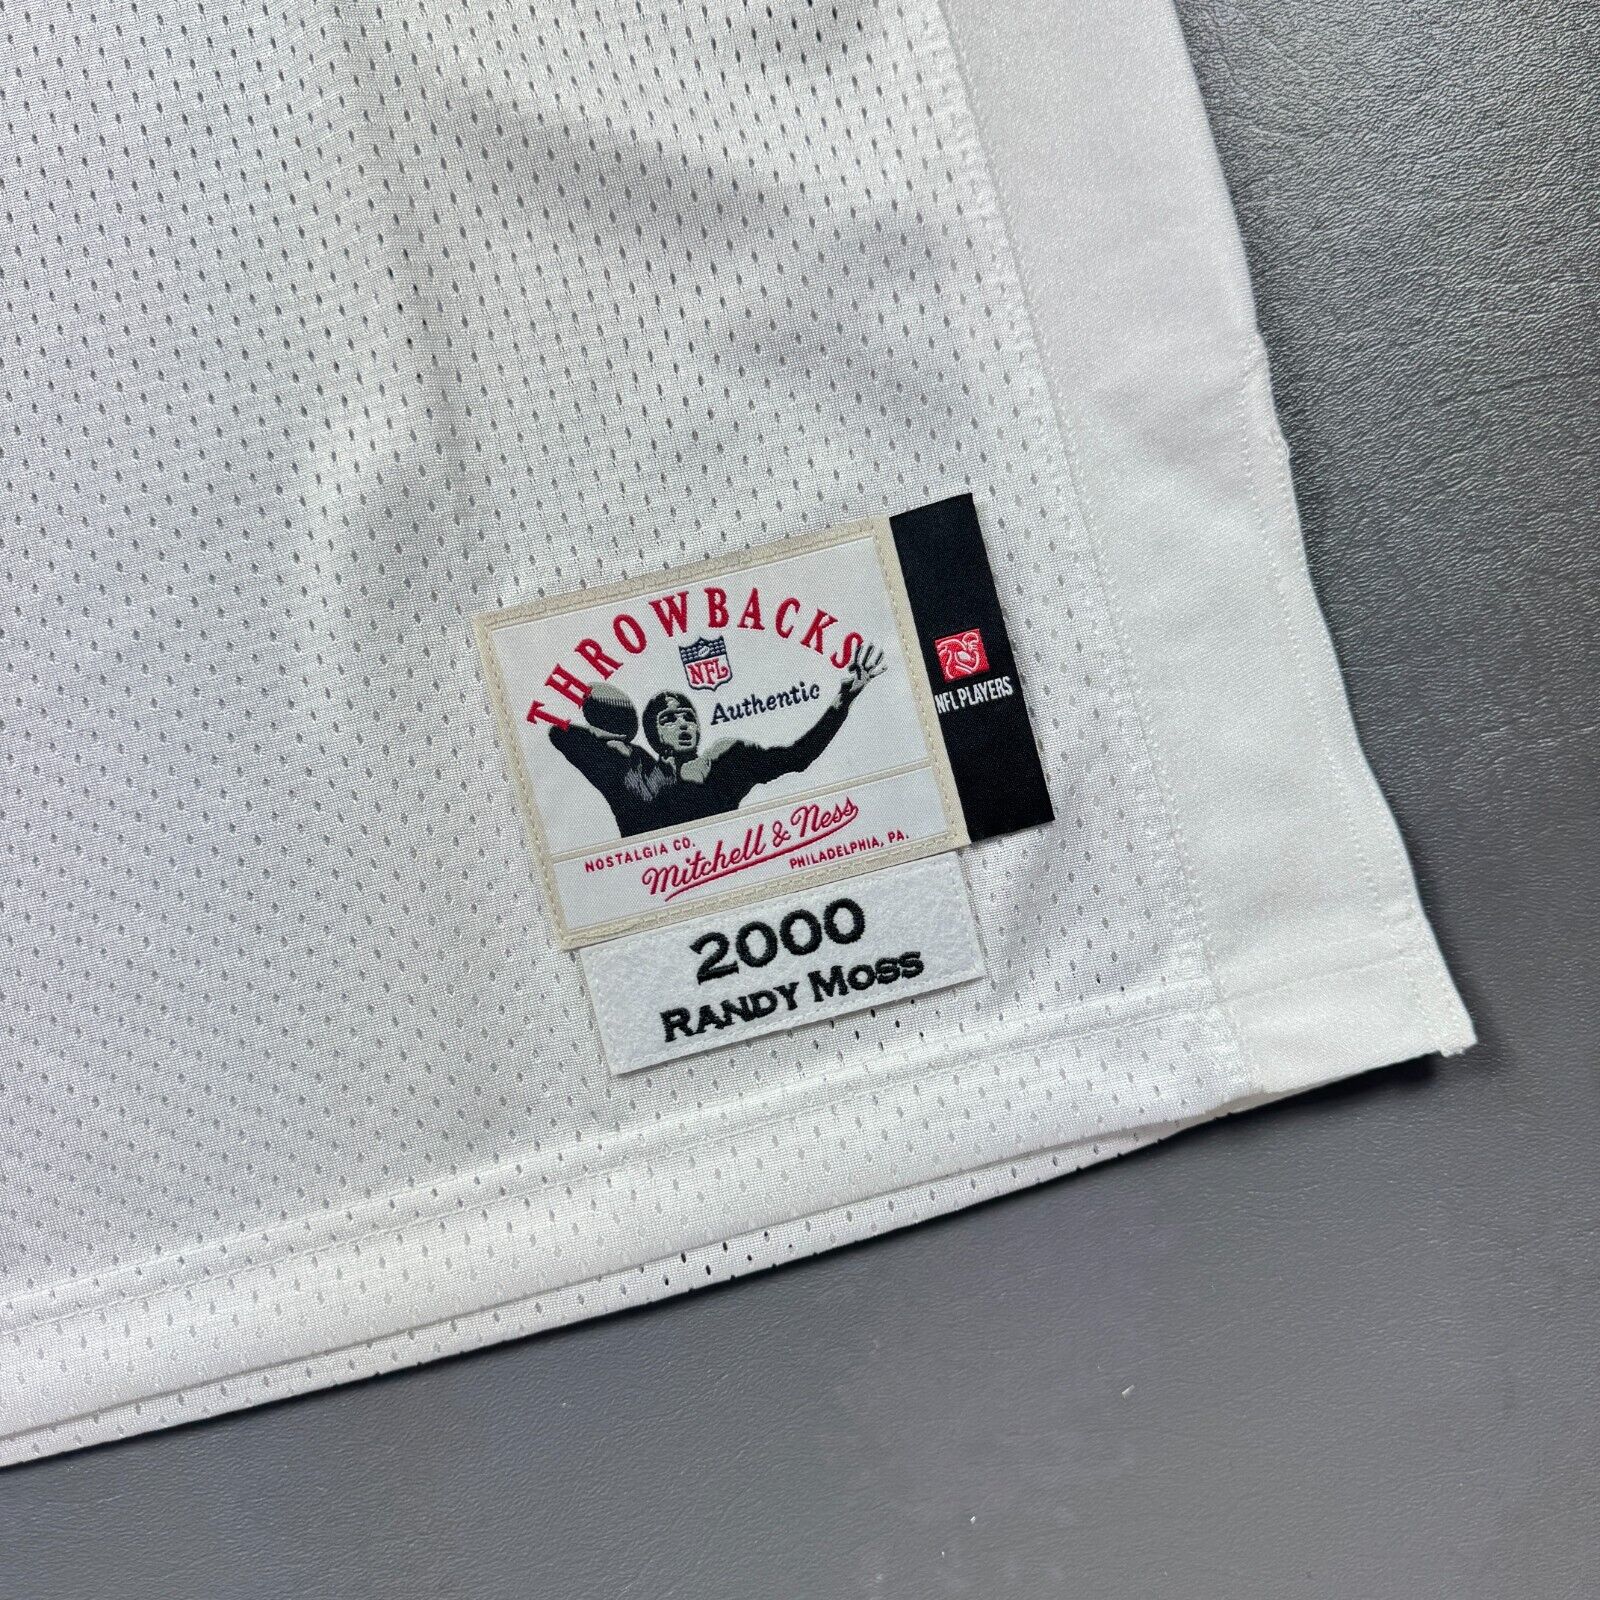 THROWBACKS
NFL
Authentic
NFL PLAYERS
NOSTALGIA CO.
Mitchell & Ness
PHILADELPHIA, PA.
2000
RANDY MOSS